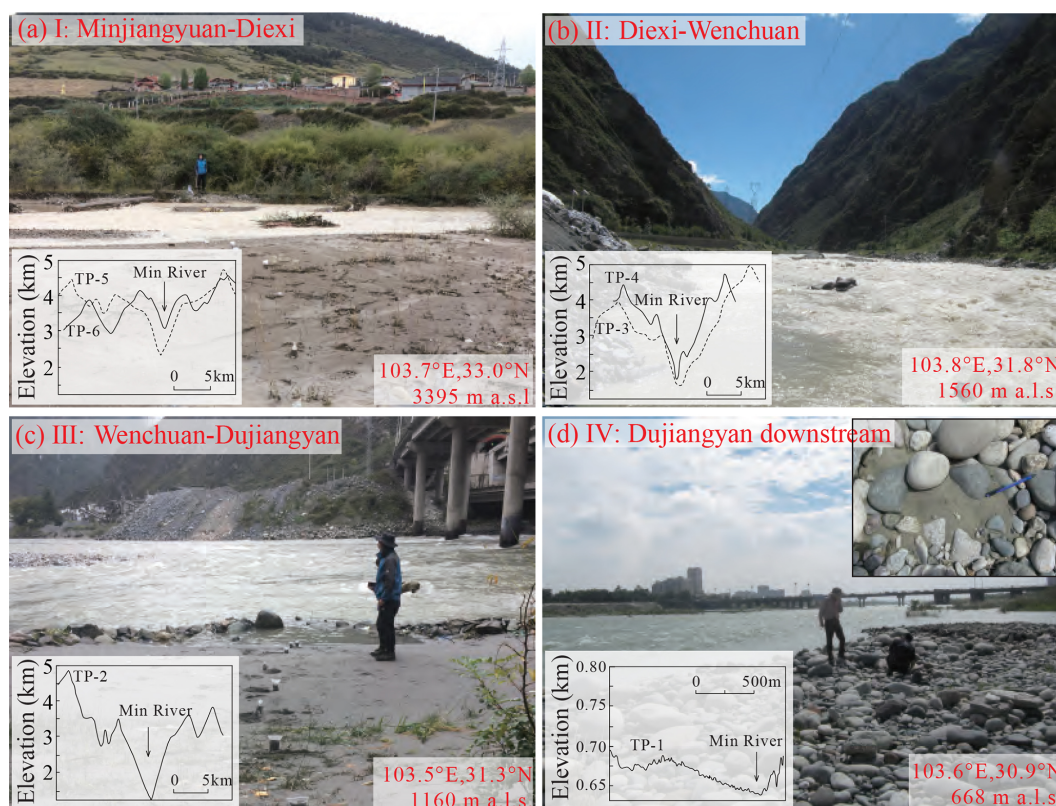 (a) I: Minjiangyuan-Diexi
Elevation (km)
5
4
3
2
TP-5
Min River
TP-6
0 5km
103.7°E,33.0°N
3395 m a.s.l
(b) II: Diexi-Wenchuan
Elevation (km)
5
4
3
2
TP-4
Min River
TP-3
0 5km
103.8°E,31.8°N
1560 m a.l.s
(c) III: Wenchuan-Dujiangyan
Elevation (km)
5
4
3
2
TP-2
Min River
0 5km
103.5°E,31.3°N
1160 m a.l.s
(d) IV: Dujiangyan downstream
Elevation (km)
0.80
0.75
0.70
0.65
0 500m
TP-1
Min River
103.6°E,30.9°N
668 m a.l.s